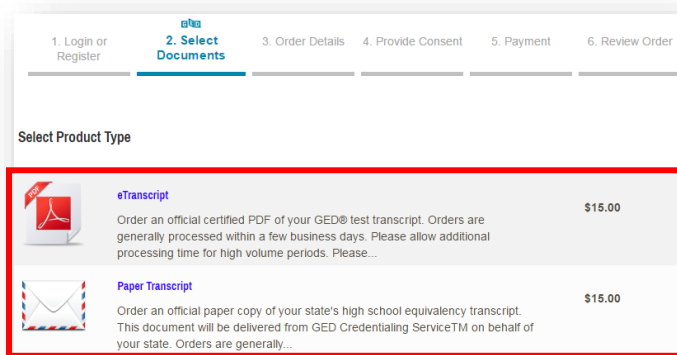 GED
1. Login or
Register
2. Select
Documents
3. Order Details
4. Provide Consent
5. Payment
6. Review Order
Select Product Type
PDF
eTranscript
Order an official certified PDF of your GED® test transcript. Orders are
generally processed within a few business days. Please allow additional
processing time for high volume periods. Please...
$15.00
Paper Transcript
Order an official paper copy of your state's high school equivalency transcript.
This document will be delivered from GED Credentialing ServiceTM on behalf of
your state. Orders are generally...
$15.00